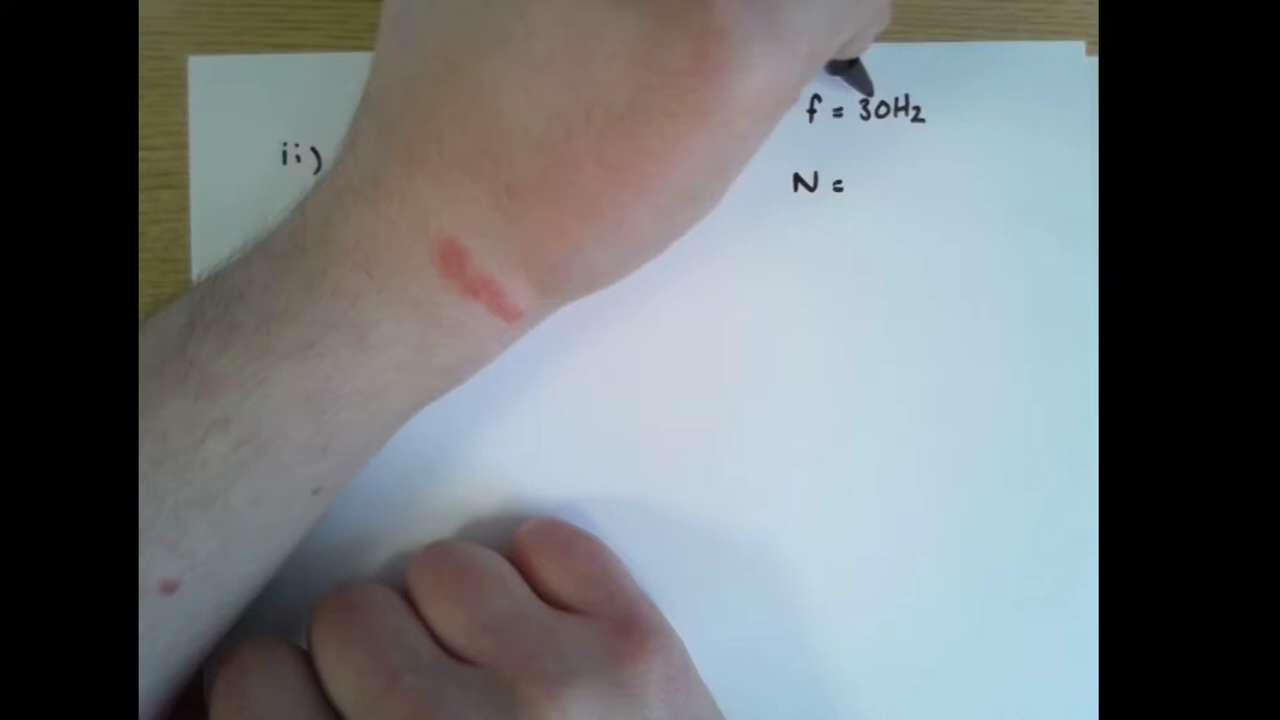 f = 30Hz
ii)
N =